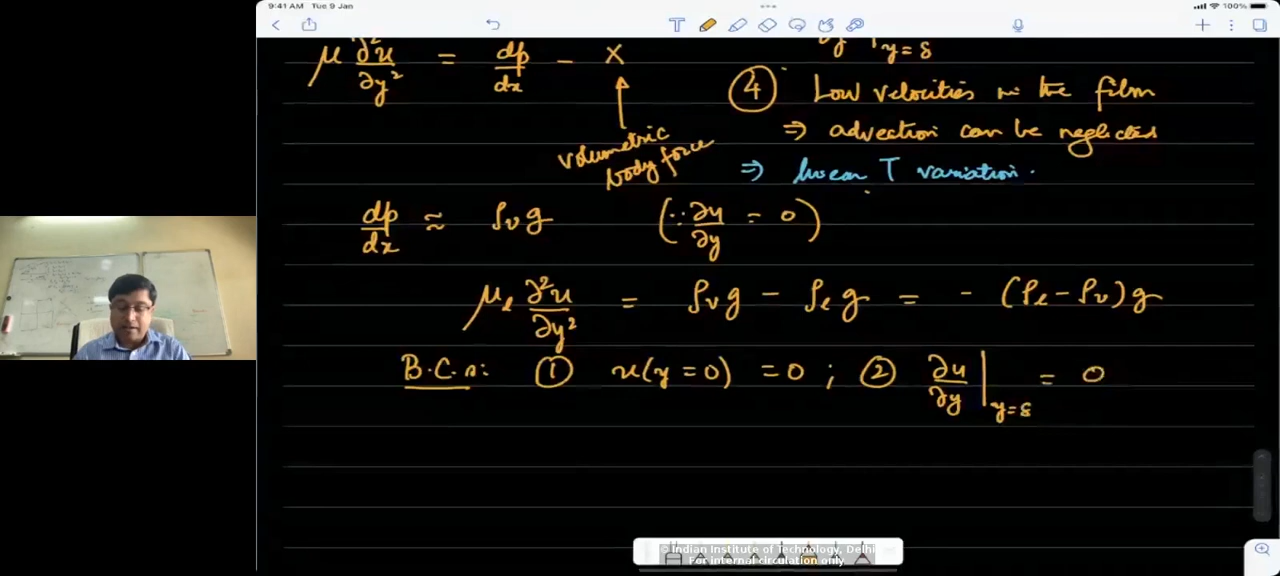 9:41 AM Tue 9 Jan
100%
T
∂y |y=δ
μ ∂²u/∂y² = dp/dx - X
④ Low velocities in the film
⇒ advection can be neglected
volumetric
body force
⇒ linear T variation.
dp/dx ≈ ρv g (∵ ∂u/∂y = 0)
μl ∂²u/∂y² = ρv g - ρl g = - (ρl - ρv) g
B.C.s: ① u(y=0) = 0 ; ② ∂u/∂y |y=δ = 0
© Indian Institute of Technology, Delhi
For internal circulation only